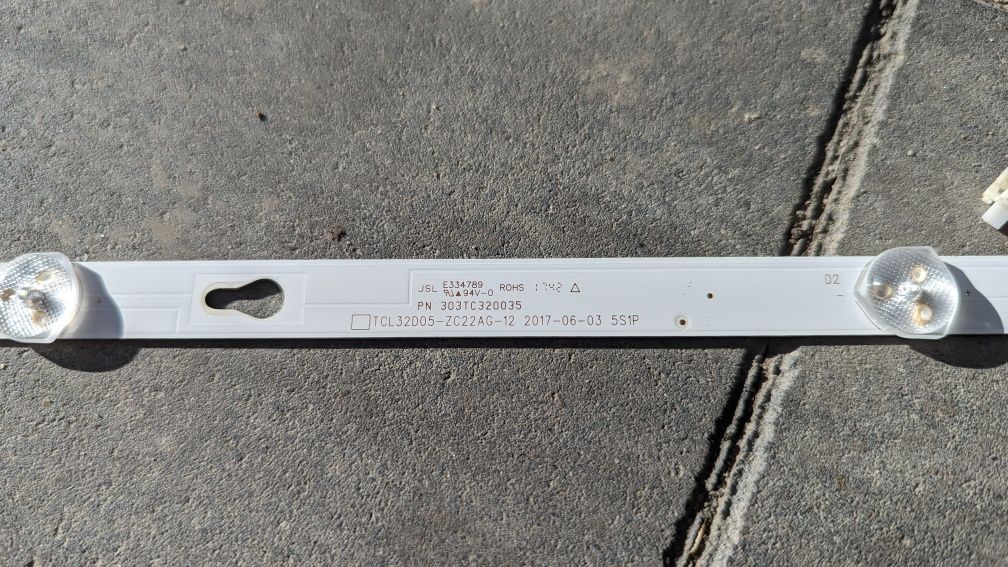 JSL E334789 ROHS 1742 △
94V-0
PN:303TC320035
TCL32D05-ZC22AG-12 2017-06-03 5S1P
D2
- +